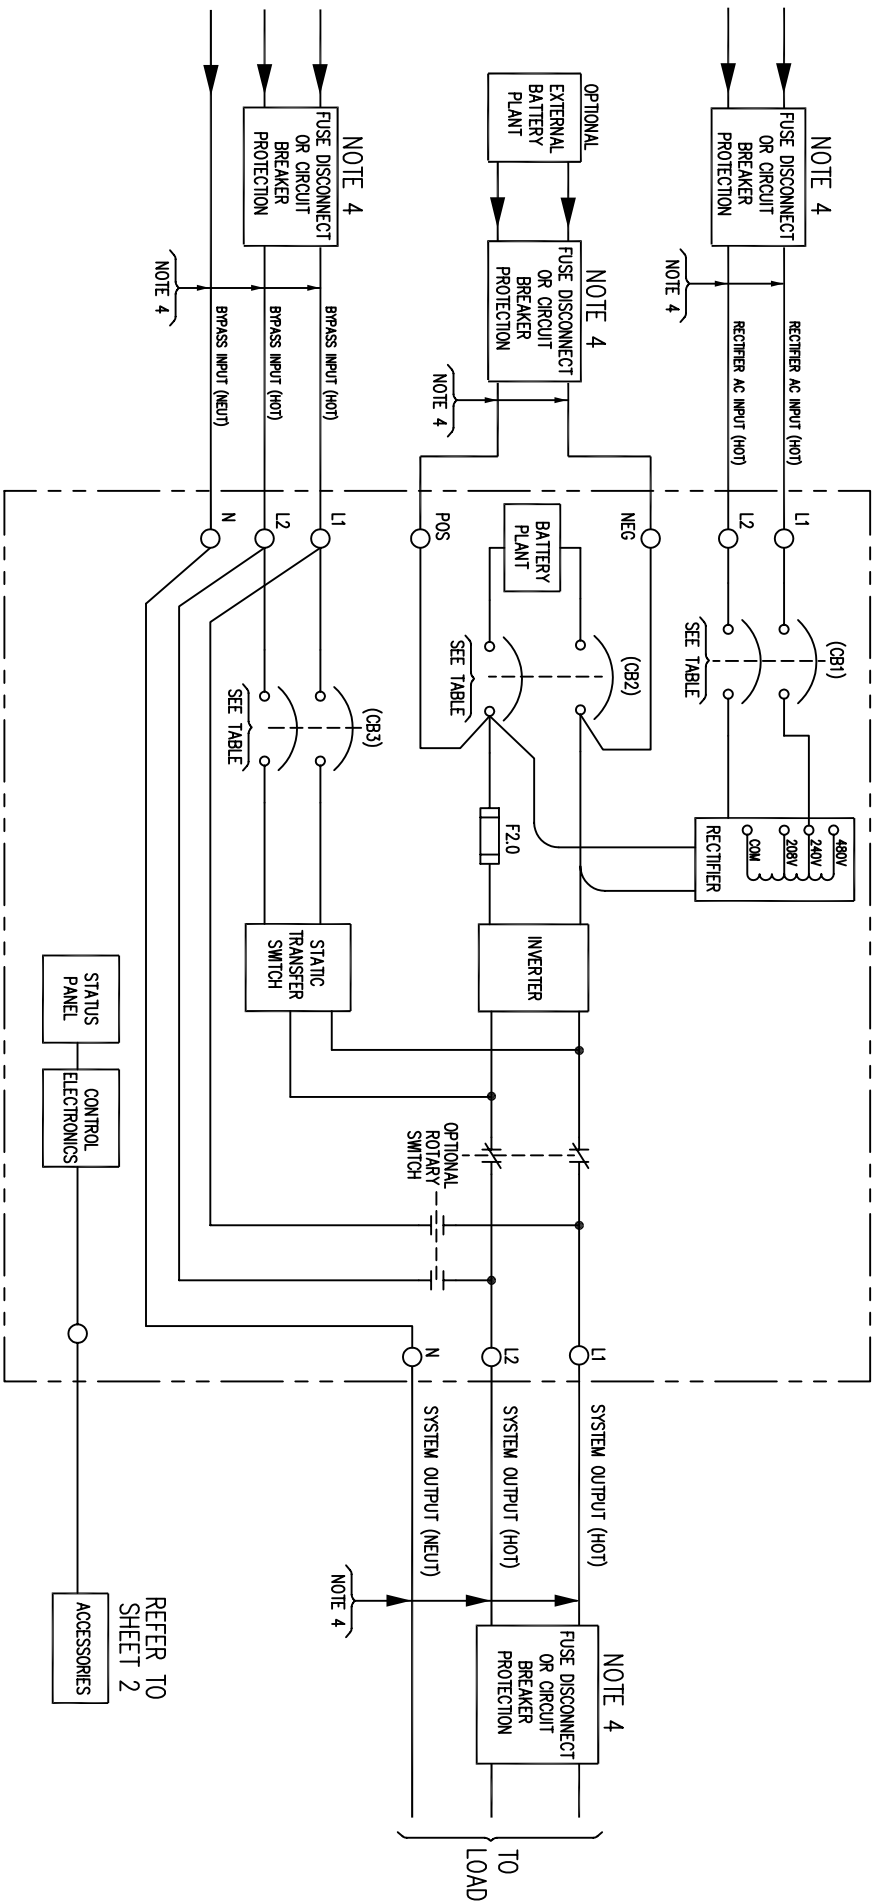 NOTE 4
FUSE DISCONNECT
OR CIRCUIT
BREAKER
PROTECTION
NOTE 4
RECTIFIER AC INPUT (HOT)
RECTIFIER AC INPUT (HOT)
L1
L2
(CB1)
SEE TABLE
480V
240V
208V
COM
RECTIFIER
OPTIONAL
EXTERNAL
BATTERY
PLANT
NOTE 4
FUSE DISCONNECT
OR CIRCUIT
BREAKER
PROTECTION
NOTE 4
NEG
POS
BATTERY
PLANT
(CB2)
SEE TABLE
F2.0
INVERTER
NOTE 4
FUSE DISCONNECT
OR CIRCUIT
BREAKER
PROTECTION
NOTE 4
BYPASS INPUT (HOT)
BYPASS INPUT (HOT)
BYPASS INPUT (NEUT)
L1
L2
N
(CB3)
SEE TABLE
STATIC
TRANSFER
SWITCH
OPTIONAL
ROTARY
SWITCH
L1
L2
N
SYSTEM OUTPUT (HOT)
SYSTEM OUTPUT (HOT)
SYSTEM OUTPUT (NEUT)
NOTE 4
NOTE 4
FUSE DISCONNECT
OR CIRCUIT
BREAKER
PROTECTION
TO
LOAD
STATUS
PANEL
CONTROL
ELECTRONICS
REFER TO
SHEET 2
ACCESSORIES